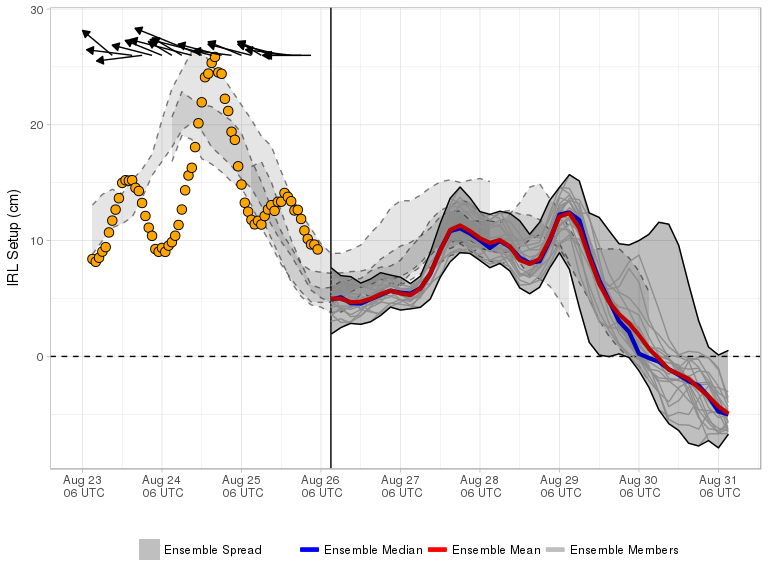 30
20
10
0
IRL Setup (cm)
Aug 23
06 UTC
Aug 24
06 UTC
Aug 25
06 UTC
Aug 26
06 UTC
Aug 27
06 UTC
Aug 28
06 UTC
Aug 29
06 UTC
Aug 30
06 UTC
Aug 31
06 UTC
Ensemble Spread
Ensemble Median
Ensemble Mean
Ensemble Members